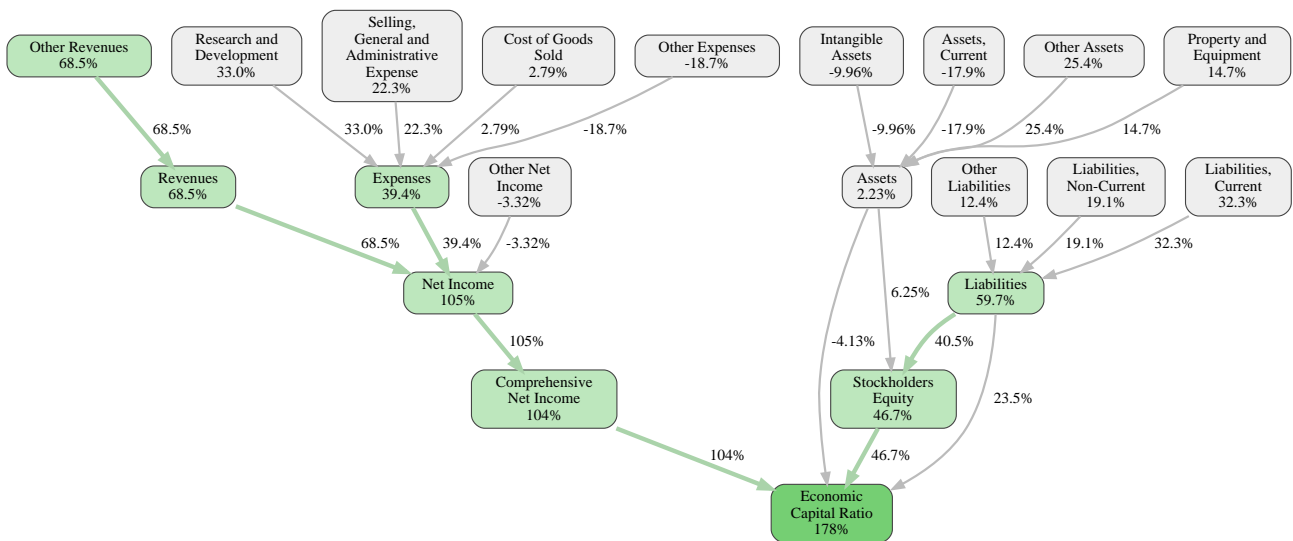 Other Revenues
68.5%
Research and
Development
33.0%
Selling,
General and
Administrative
Expense
22.3%
Cost of Goods
Sold
2.79%
Other Expenses
-18.7%
Intangible
Assets
-9.96%
Assets,
Current
-17.9%
Other Assets
25.4%
Property and
Equipment
14.7%
68.5%
33.0%
22.3%
2.79%
-18.7%
-9.96%
-17.9%
25.4%
14.7%
Revenues
68.5%
Expenses
39.4%
Other Net
Income
-3.32%
Assets
2.23%
Other
Liabilities
12.4%
Liabilities,
Non-Current
19.1%
Liabilities,
Current
32.3%
68.5%
39.4%
-3.32%
12.4%
19.1%
32.3%
Net Income
105%
6.25%
Liabilities
59.7%
105%
-4.13%
40.5%
Comprehensive
Net Income
104%
Stockholders
Equity
46.7%
23.5%
104%
46.7%
Economic
Capital Ratio
178%